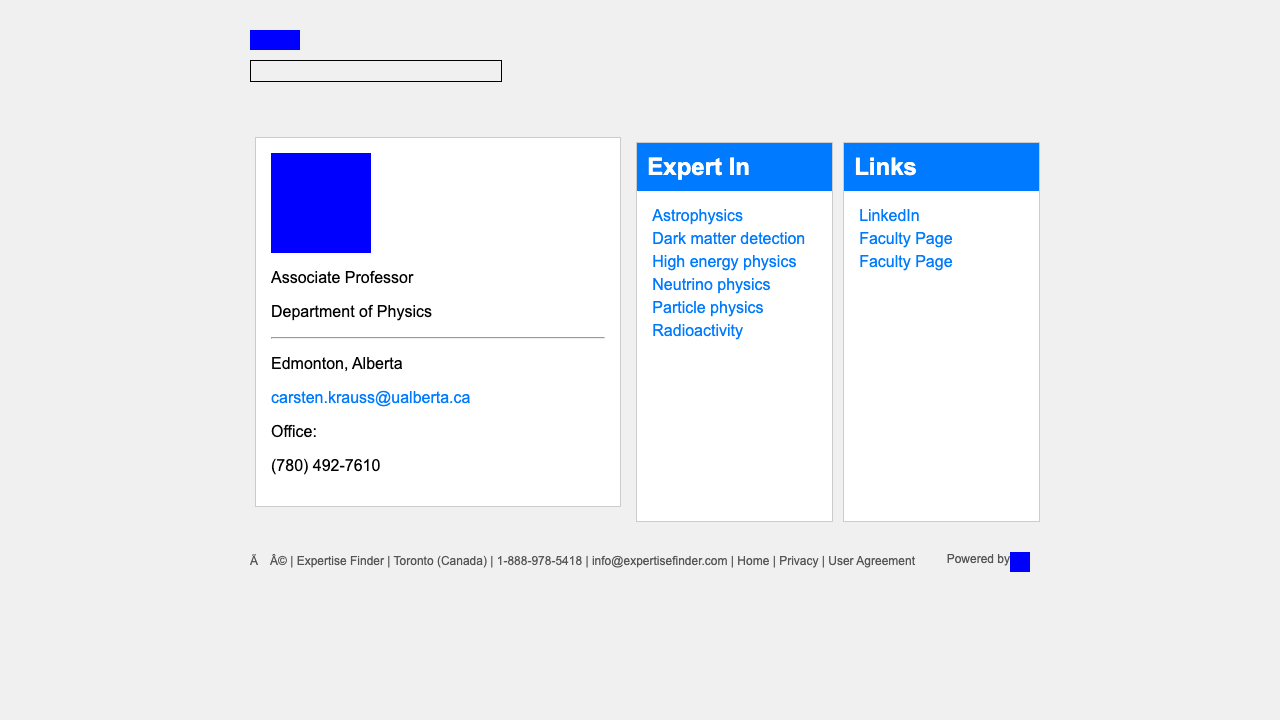 Associate Professor
Department of Physics
Edmonton, Alberta
carsten.krauss@ualberta.ca
Office:
(780) 492-7610
Expert In
Astrophysics
Dark matter detection
High energy physics
Neutrino physics
Particle physics
Radioactivity
Links
LinkedIn
Faculty Page
Faculty Page
Ã Â© | Expertise Finder | Toronto (Canada) | 1-888-978-5418 | info@expertisefinder.com | Home | Privacy | User Agreement
Powered by